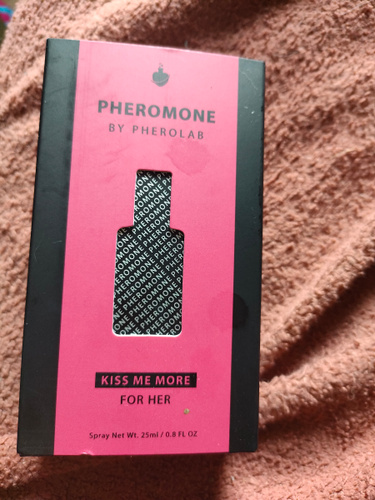 PHEROMONE
BY PHEROLAB
KISS ME MORE
FOR HER
Spray Net Wt. 25ml / 0.8 FL OZ